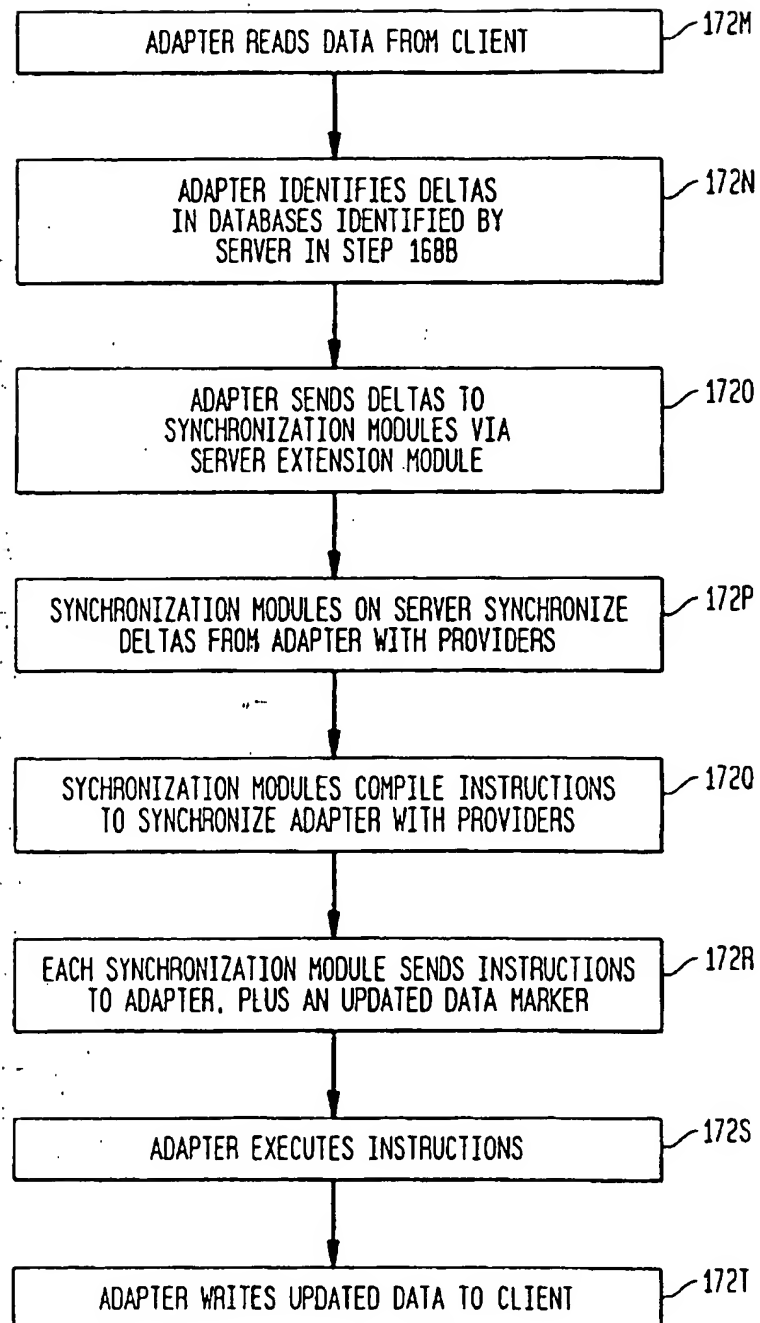 ADAPTER READS DATA FROM CLIENT
172M
ADAPTER IDENTIFIES DELTAS
IN DATABASES IDENTIFIED BY
SERVER IN STEP 168B
172N
ADAPTER SENDS DELTAS TO
SYNCHRONIZATION MODULES VIA
SERVER EXTENSION MODULE
172O
SYNCHRONIZATION MODULES ON SERVER SYNCHRONIZE
DELTAS FROM ADAPTER WITH PROVIDERS
172P
SYCHRONIZATION MODULES COMPILE INSTRUCTIONS
TO SYNCHRONIZE ADAPTER WITH PROVIDERS
172Q
EACH SYNCHRONIZATION MODULE SENDS INSTRUCTIONS
TO ADAPTER, PLUS AN UPDATED DATA MARKER
172R
ADAPTER EXECUTES INSTRUCTIONS
172S
ADAPTER WRITES UPDATED DATA TO CLIENT
172T